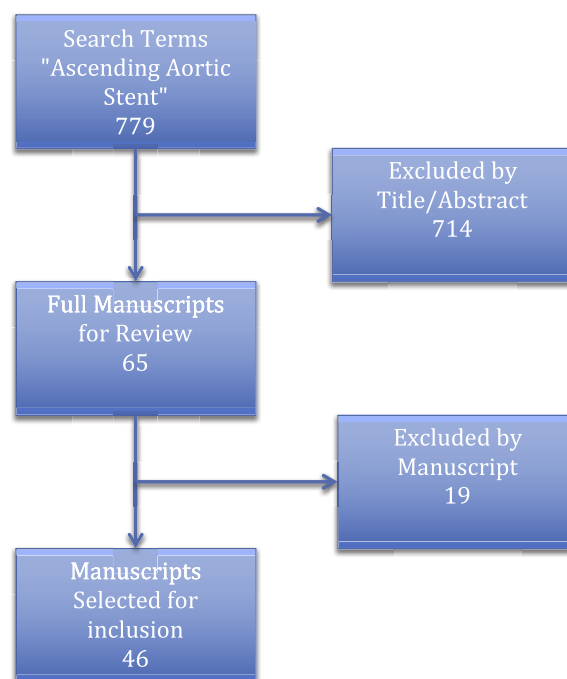 Search Terms
"Ascending Aortic
Stent"
779
Excluded by
Title/Abstract
714
Full Manuscripts
for Review
65
Excluded by
Manuscript
19
Manuscripts
Selected for
inclusion
46